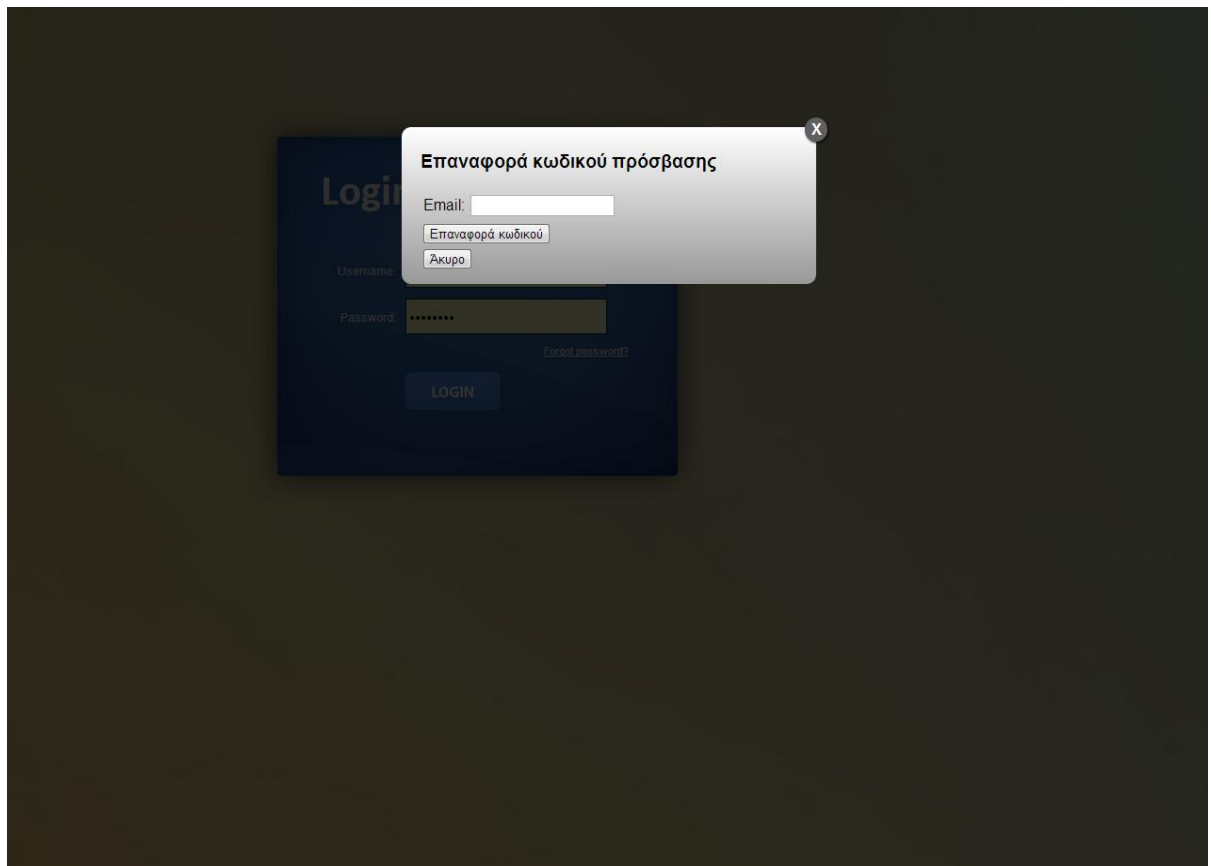 X
Επαναφορά κωδικού πρόσβασης
Login
Email:
Επαναφορά κωδικού
Άκυρο
Username:
Password: ••••••••
Forgot password?
LOGIN